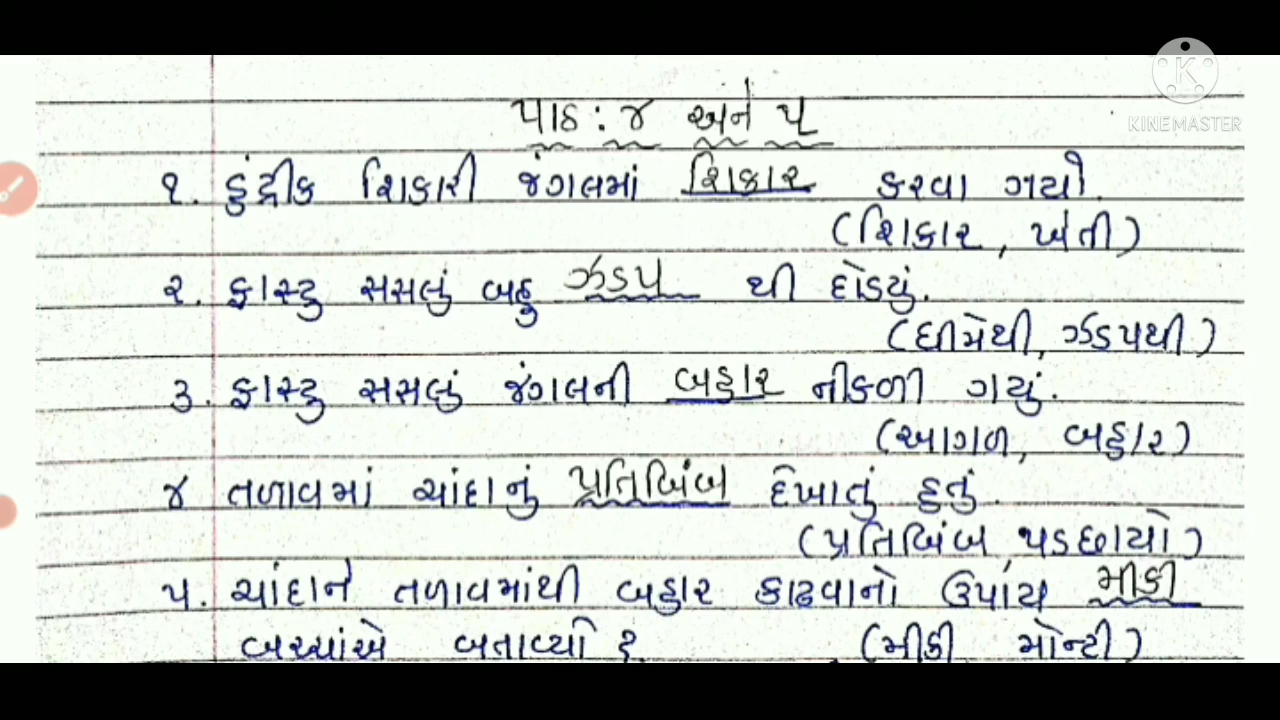 KINEMASTER
પાઠ : ૪ અને ૫
૧. કુંદ્રીક શિકારી જંગલમાં શિકાર કરવા ગયો.
(શિકાર, ખેતી)
૨. ફાસ્ટુ સસલું બહુ ઝડપ થી દોડયું.
(ધીમેથી, ઝડપથી)
૩. ફાસ્ટુ સસલું જંગલની બહાર નીકળી ગયું.
(આગળ, બહાર)
૪ તળાવમાં ચાંદાનું પ્રતિબિંબ દેખાતું હતું.
(પ્રતિબિંબ, પડછાયો)
૫. ચાંદાને તળાવમાંથી બહાર કાઢવાનો ઉપાય મીકી
બચ્ચાંએ બતાવ્યો ? (મીકી મોન્ટી)